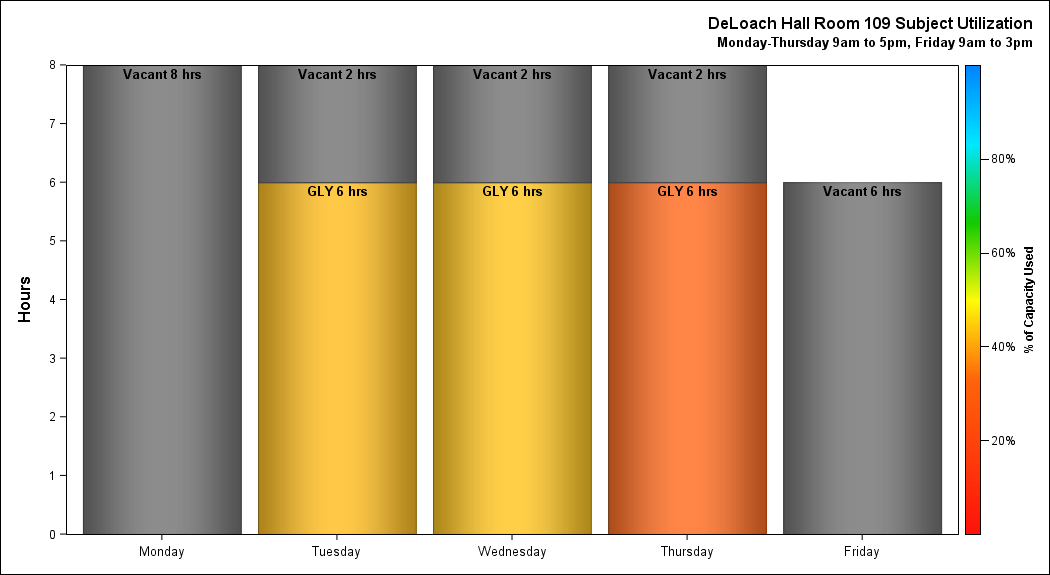 DeLoach Hall Room 109 Subject Utilization
Monday-Thursday 9am to 5pm, Friday 9am to 3pm
8
7
6
5
4
3
2
1
0
Hours
Vacant 8 hrs
Vacant 2 hrs
Vacant 2 hrs
Vacant 2 hrs
GLY 6 hrs
GLY 6 hrs
GLY 6 hrs
Vacant 6 hrs
Monday
Tuesday
Wednesday
Thursday
Friday
80%
60%
40%
20%
% of Capacity Used